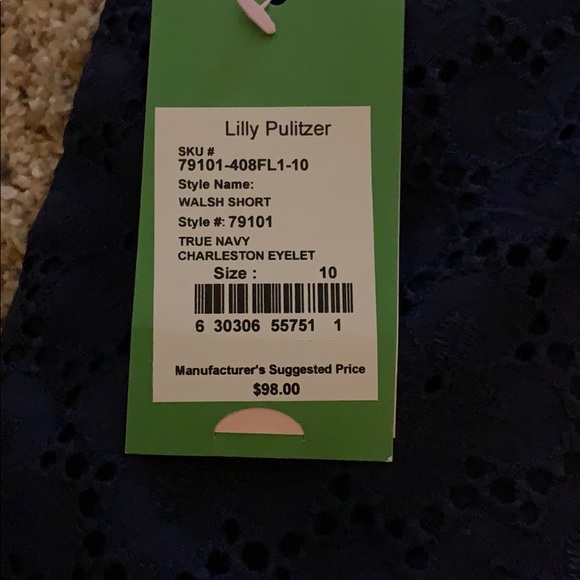 Lilly Pulitzer
SKU #
79101-408FL1-10
Style Name:
WALSH SHORT
Style #: 79101
TRUE NAVY
CHARLESTON EYELET
Size : 10
6 30306 55751 1
Manufacturer's Suggested Price
$98.00